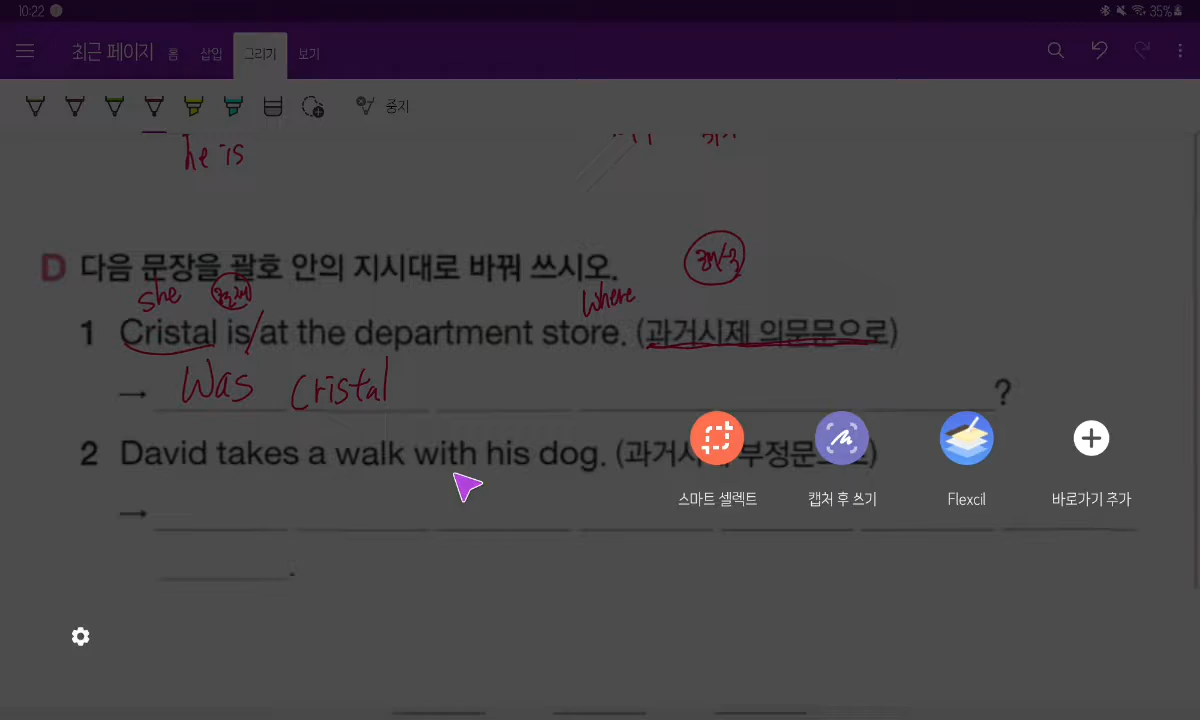 10:22
35%
최근 페이지 홈 삽입 그리기 보기
중지
he is
D 다음 문장을 괄호 안의 지시대로 바꿔 쓰시오.
she 현재 where
1 Cristal is/at the department store. (과거시제 의문문으로)
→ Was Cristal ?
2 David takes a walk with his dog. (과거시 부정문으로)
→
.
스마트 셀렉트 캡처 후 쓰기 Flexcil 바로가기 추가